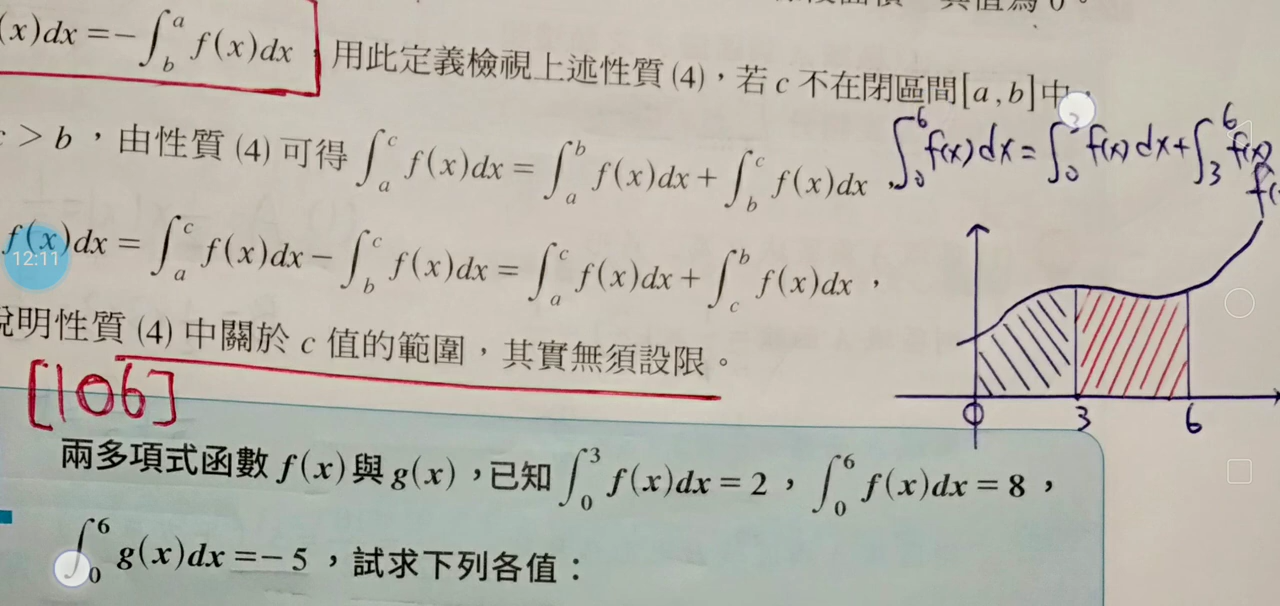 (x)dx = −∫_b^a f(x)dx 用此定義檢視上述性質 (4)，若 c 不在閉區間[a , b]中，
c > b ，由性質 (4) 可得 ∫_a^c f(x)dx = ∫_a^b f(x)dx + ∫_b^c f(x)dx ，
∫_0^6 f(x)dx = ∫_0^3 f(x)dx + ∫_3^6 f(x)
f(x)dx = ∫_a^c f(x)dx − ∫_b^c f(x)dx = ∫_a^c f(x)dx + ∫_c^b f(x)dx ，
12:11
說明性質 (4) 中關於 c 值的範圍，其實無須設限。
0 3 6
[106]
兩多項式函數 f(x) 與 g(x)，已知 ∫_0^3 f(x)dx = 2 ， ∫_0^6 f(x)dx = 8 ，
∫_0^6 g(x)dx = − 5 ，試求下列各值：